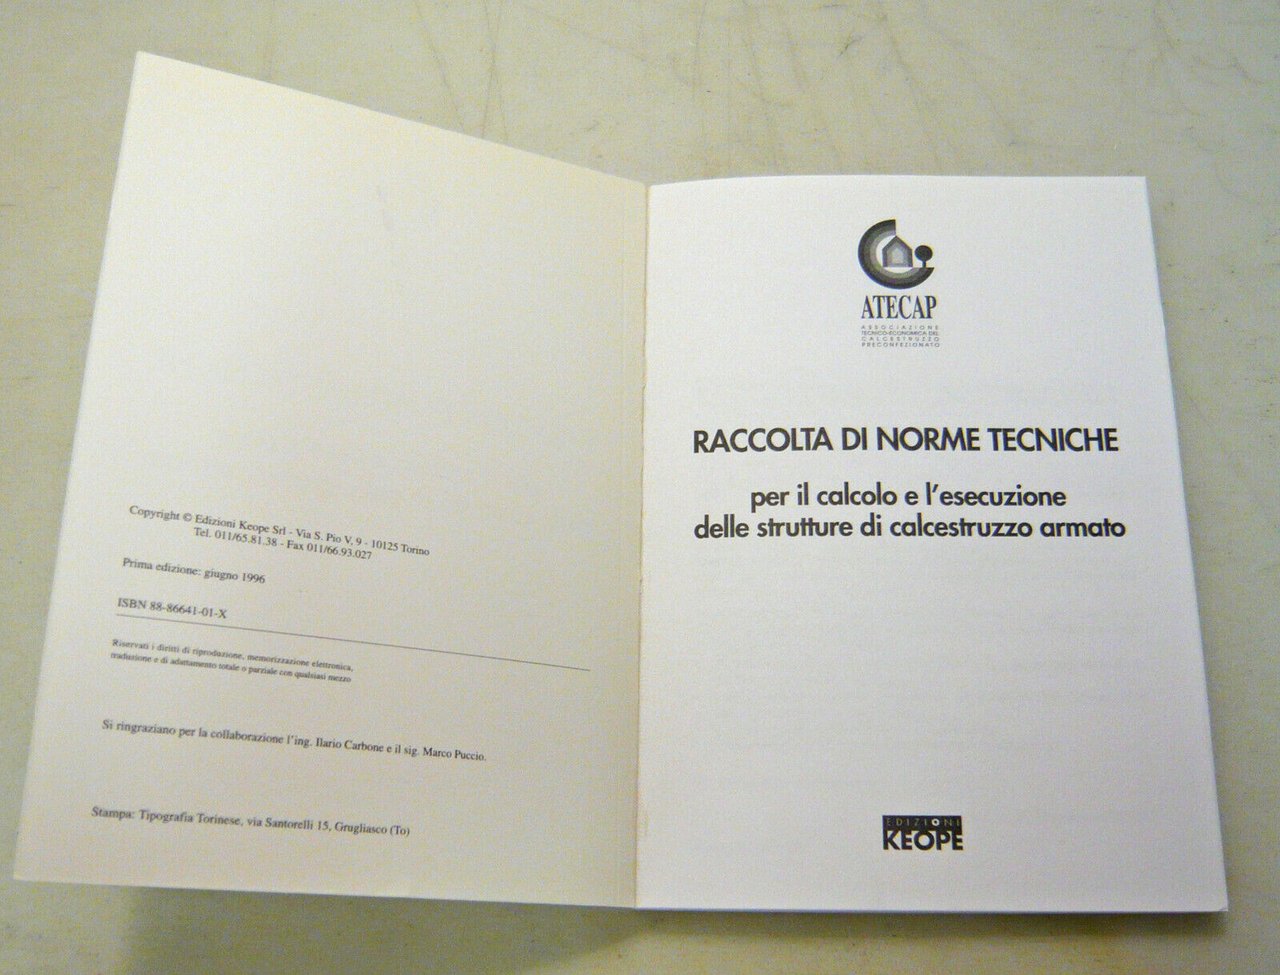 Copyright © Edizioni Keope Srl - Via S. Pio V, 9 - 10125 Torino
Tel. 011/65.81.38 - Fax 011/66.93.027
Prima edizione: giugno 1996
ISBN 88-86641-01-X
Riservati i diritti di riproduzione, memorizzazione elettronica,
traduzione e di adattamento totale o parziale con qualsiasi mezzo
Si ringraziano per la collaborazione l'ing. Ilario Carbone e il sig. Marco Puccio.
Stampa: Tipografia Torinese, via Santorelli 15, Grugliasco (To)
ATECAP
ASSOCIAZIONE
TECNICO-ECONOMICA DEL
CALCESTRUZZO
PRECONFEZIONATO
RACCOLTA DI NORME TECNICHE
per il calcolo e l'esecuzione
delle strutture di calcestruzzo armato
EDIZIONI
KEOPE